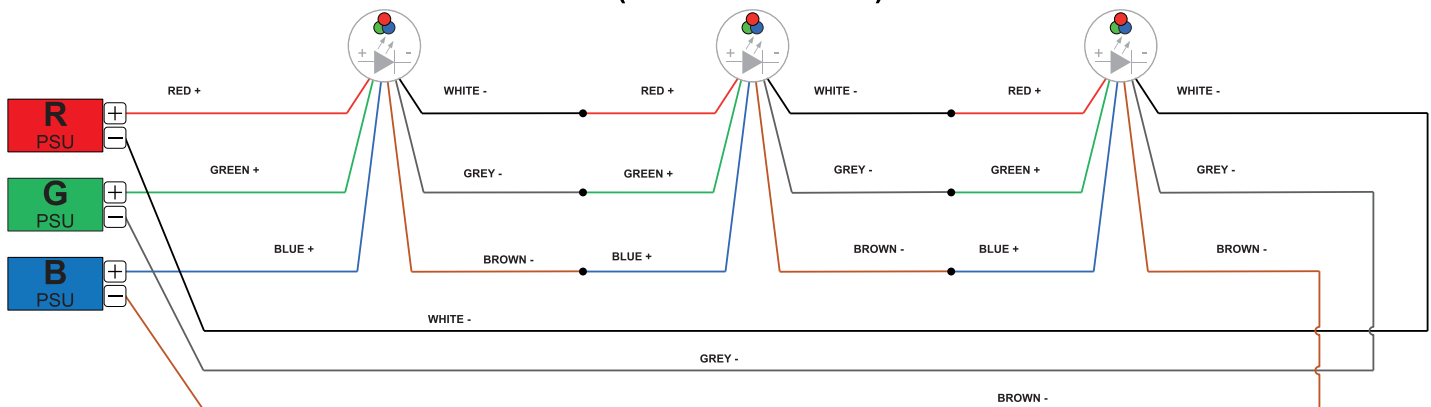 RED +
WHITE -
RED +
WHITE -
RED +
WHITE -
R
PSU
GREEN +
GREY -
GREEN +
GREY -
GREEN +
GREY -
G
PSU
BLUE +
BROWN -
BLUE +
BROWN -
BLUE +
BROWN -
B
PSU
WHITE -
GREY -
BROWN -